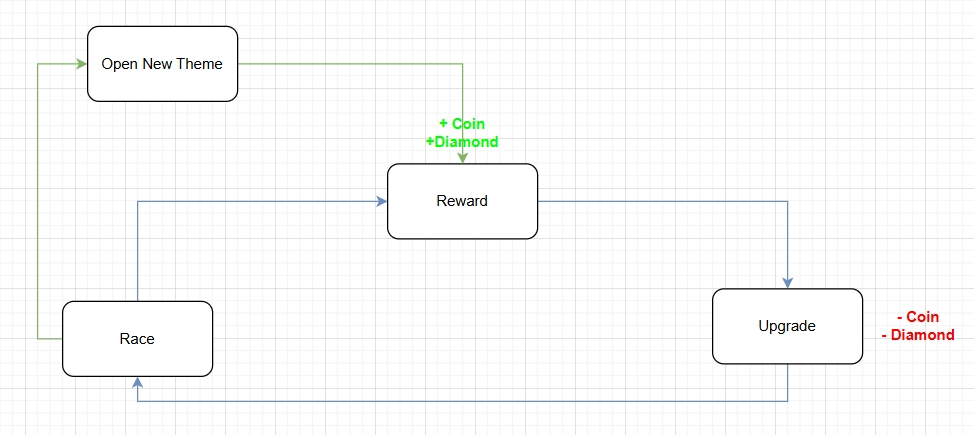 Open New Theme
+ Coin
+Diamond
Reward
Upgrade
- Coin
- Diamond
Race